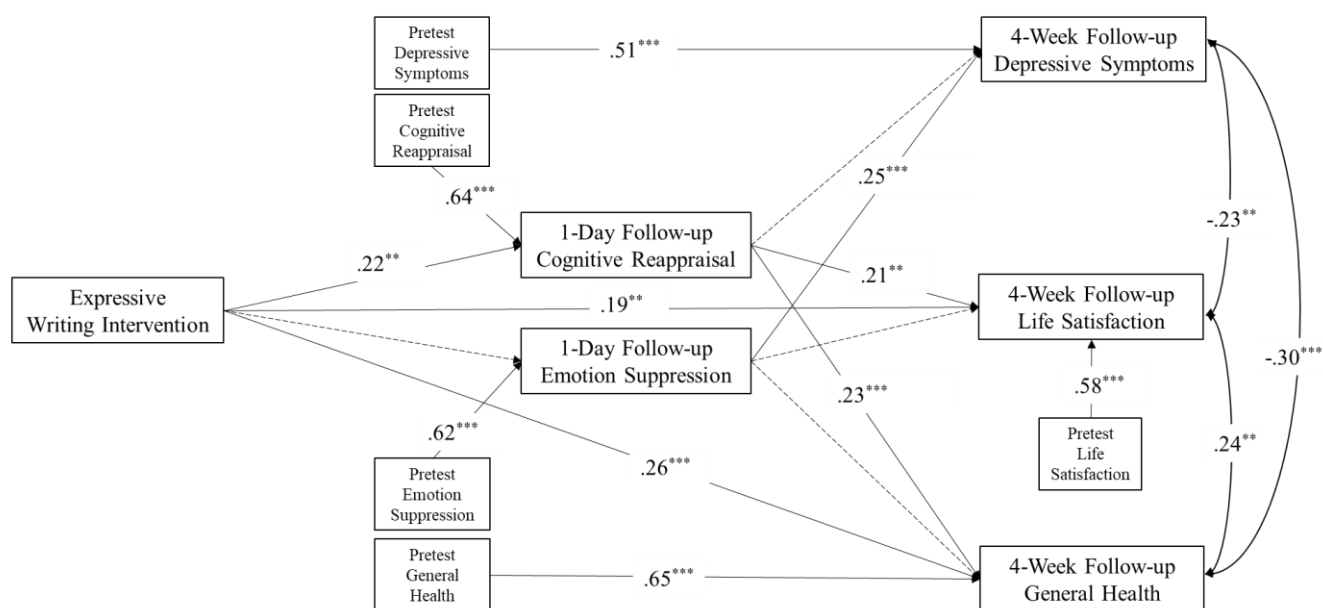 Pretest
Depressive
Symptoms
.51***
4-Week Follow-up
Depressive Symptoms
Pretest
Cognitive
Reappraisal
.25***
.64***
-.23**
1-Day Follow-up
Cognitive Reappraisal
.22**
.21**
Expressive
Writing Intervention
.19**
4-Week Follow-up
Life Satisfaction
1-Day Follow-up
Emotion Suppression
-.30***
.58***
.23***
.62***
Pretest
Life
Satisfaction
.24**
Pretest
Emotion
Suppression
.26***
Pretest
General
Health
.65***
4-Week Follow-up
General Health